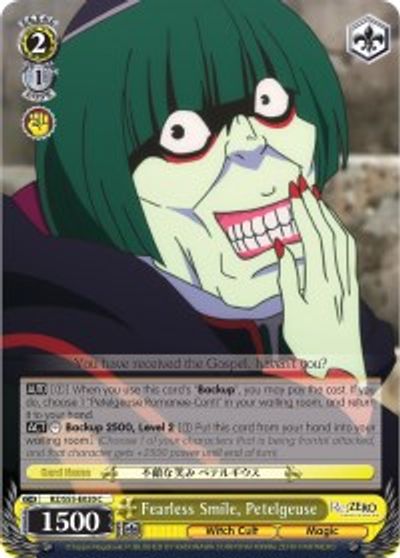 2
1
"You have received the Gospel, haven't you?"
AUTO [(1)] When you use this card's "Backup", you may pay the cost. If you
do, choose 1 "Petelgeuse Romanee-Conti" in your waiting room, and return
it to your hand.
ACT Backup 2500, Level 2 [(1) Put this card from your hand into your
waiting room] (Choose 1 of your characters that is being frontal attacked,
and that character gets +2500 power until end of turn)
Card Name 不敵な笑み ペテルギウス
1500
Fearless Smile, Petelgeuse
Re:ZERO
Witch Cult Magic